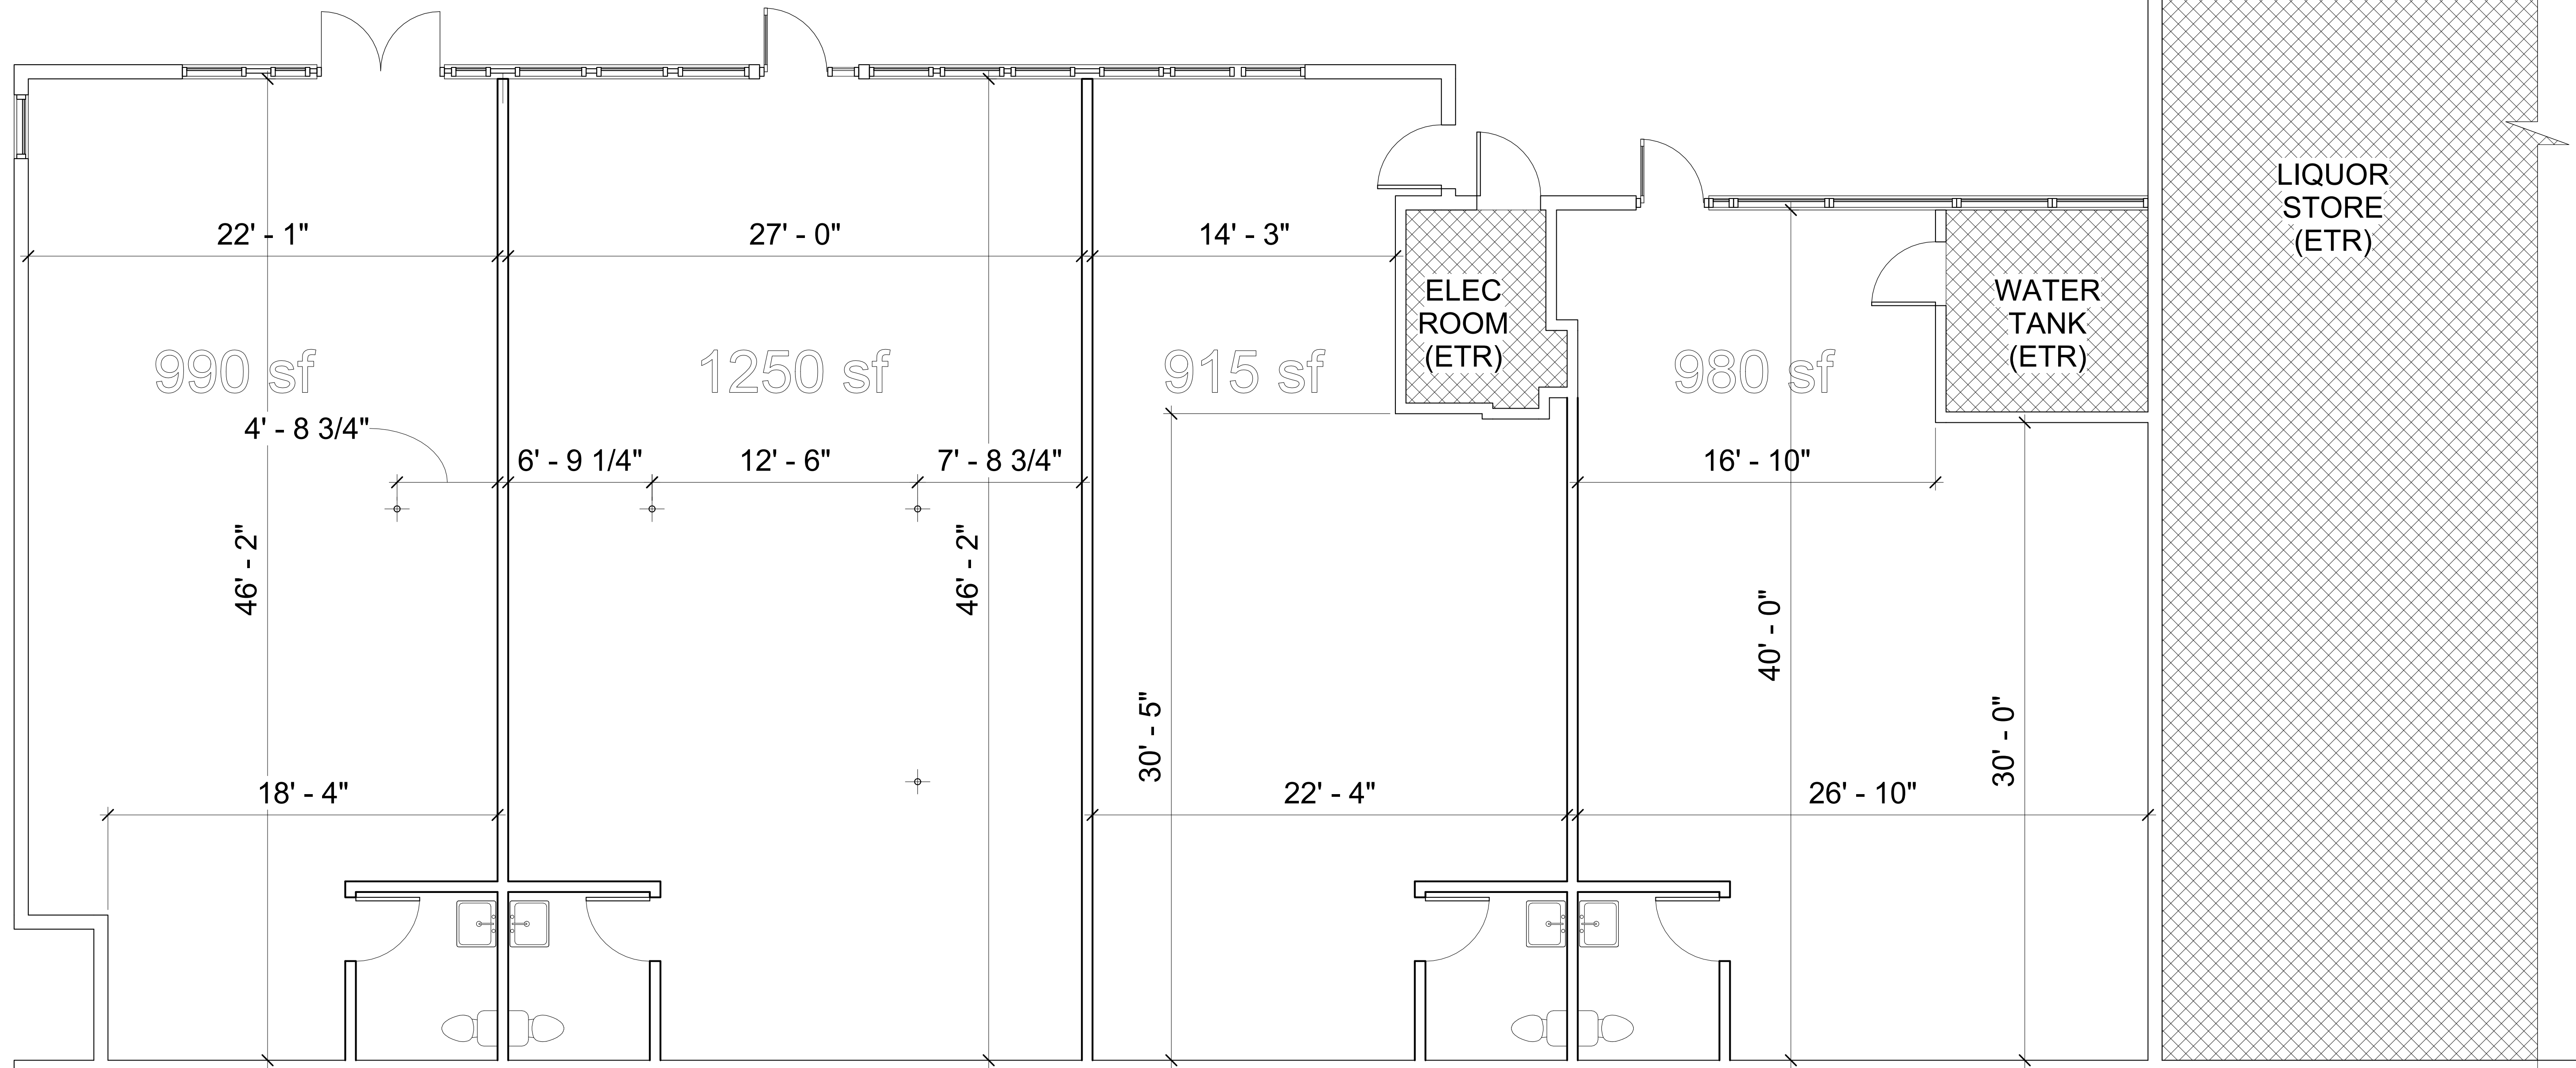 LIQUOR
STORE
(ETR)
22' - 1"
27' - 0"
14' - 3"
ELEC
ROOM
(ETR)
WATER
TANK
(ETR)
990 sf
1250 sf
915 sf
980 sf
4' - 8 3/4"
6' - 9 1/4"
12' - 6"
7' - 8 3/4"
16' - 10"
46' - 2"
46' - 2"
40' - 0"
30' - 5"
30' - 0"
18' - 4"
22' - 4"
26' - 10"